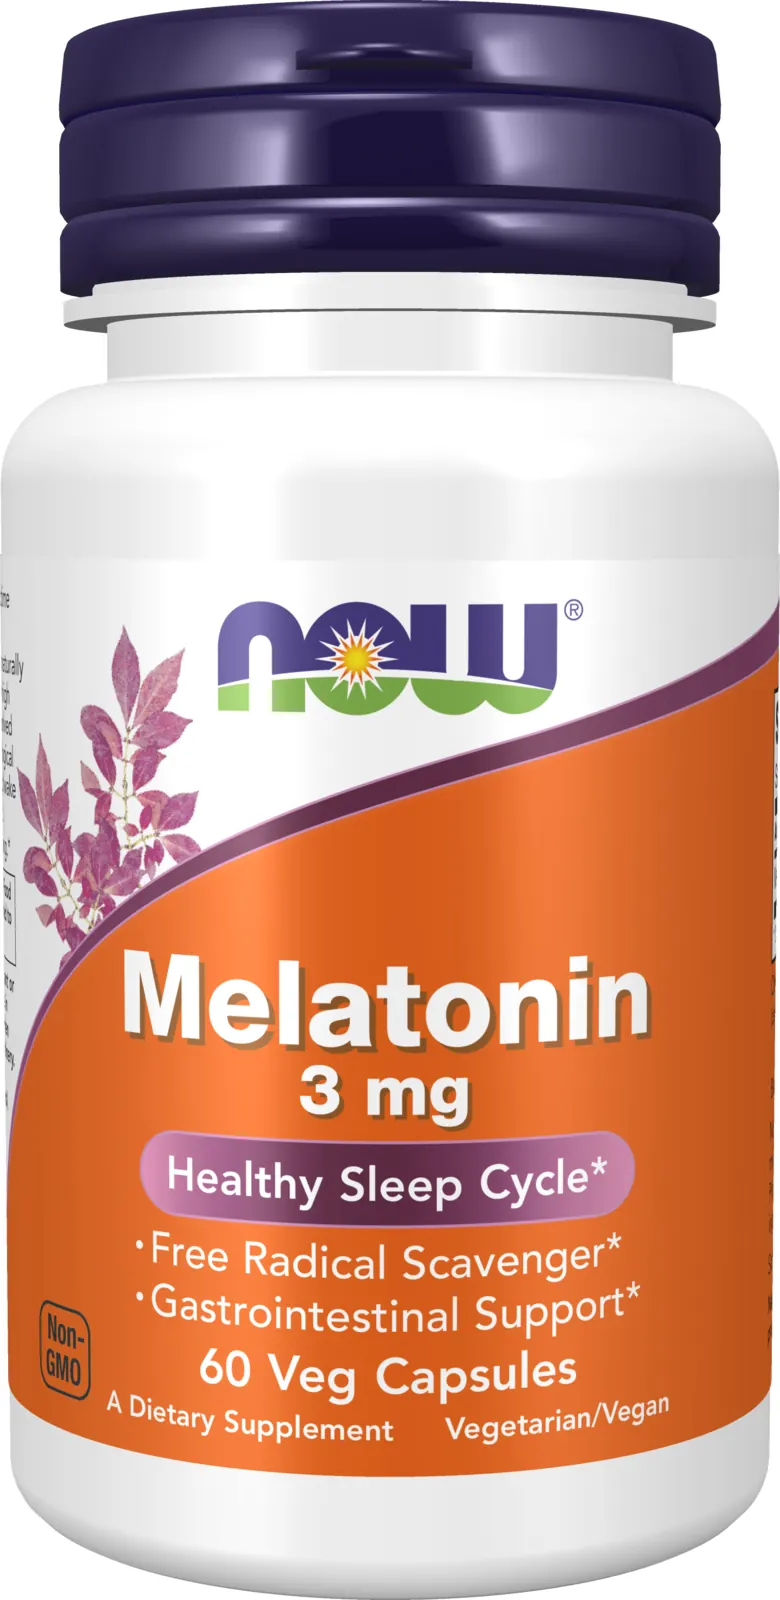 now®
Melatonin
3 mg
Healthy Sleep Cycle*
• Free Radical Scavenger*
• Gastrointestinal Support*
60 Veg Capsules
Non-
GMO
A Dietary Supplement
Vegetarian/Vegan